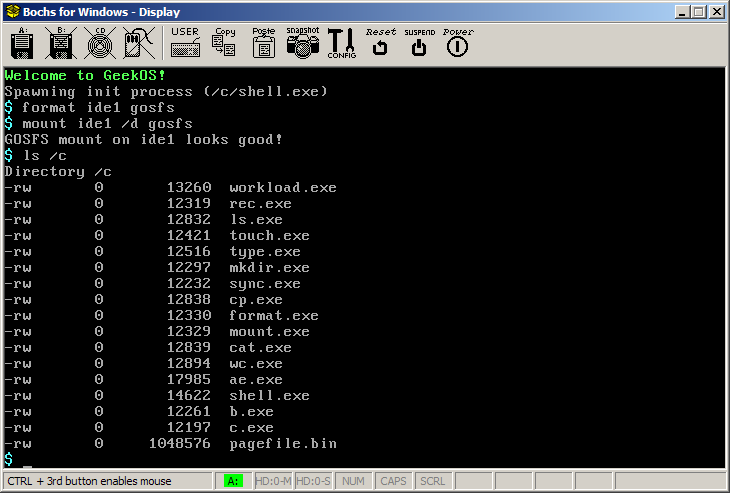 Bochs for Windows - Display
A: B: CD USER Copy Paste snapshot CONFIG Reset SUSPEND Power
Welcome to GeekOS!
Spawning init process (/c/shell.exe)
$ format ide1 gosfs
$ mount ide1 /d gosfs
GOSFS mount on ide1 looks good!
$ ls /c
Directory /c
-rw 0 13260 workload.exe
-rw 0 12319 rec.exe
-rw 0 12832 ls.exe
-rw 0 12421 touch.exe
-rw 0 12516 type.exe
-rw 0 12297 mkdir.exe
-rw 0 12232 sync.exe
-rw 0 12838 cp.exe
-rw 0 12330 format.exe
-rw 0 12329 mount.exe
-rw 0 12839 cat.exe
-rw 0 12894 wc.exe
-rw 0 17985 ae.exe
-rw 0 14622 shell.exe
-rw 0 12261 b.exe
-rw 0 12197 c.exe
-rw 0 1048576 pagefile.bin
$ _
CTRL + 3rd button enables mouse A: HD:0-M HD:0-S NUM CAPS SCRL